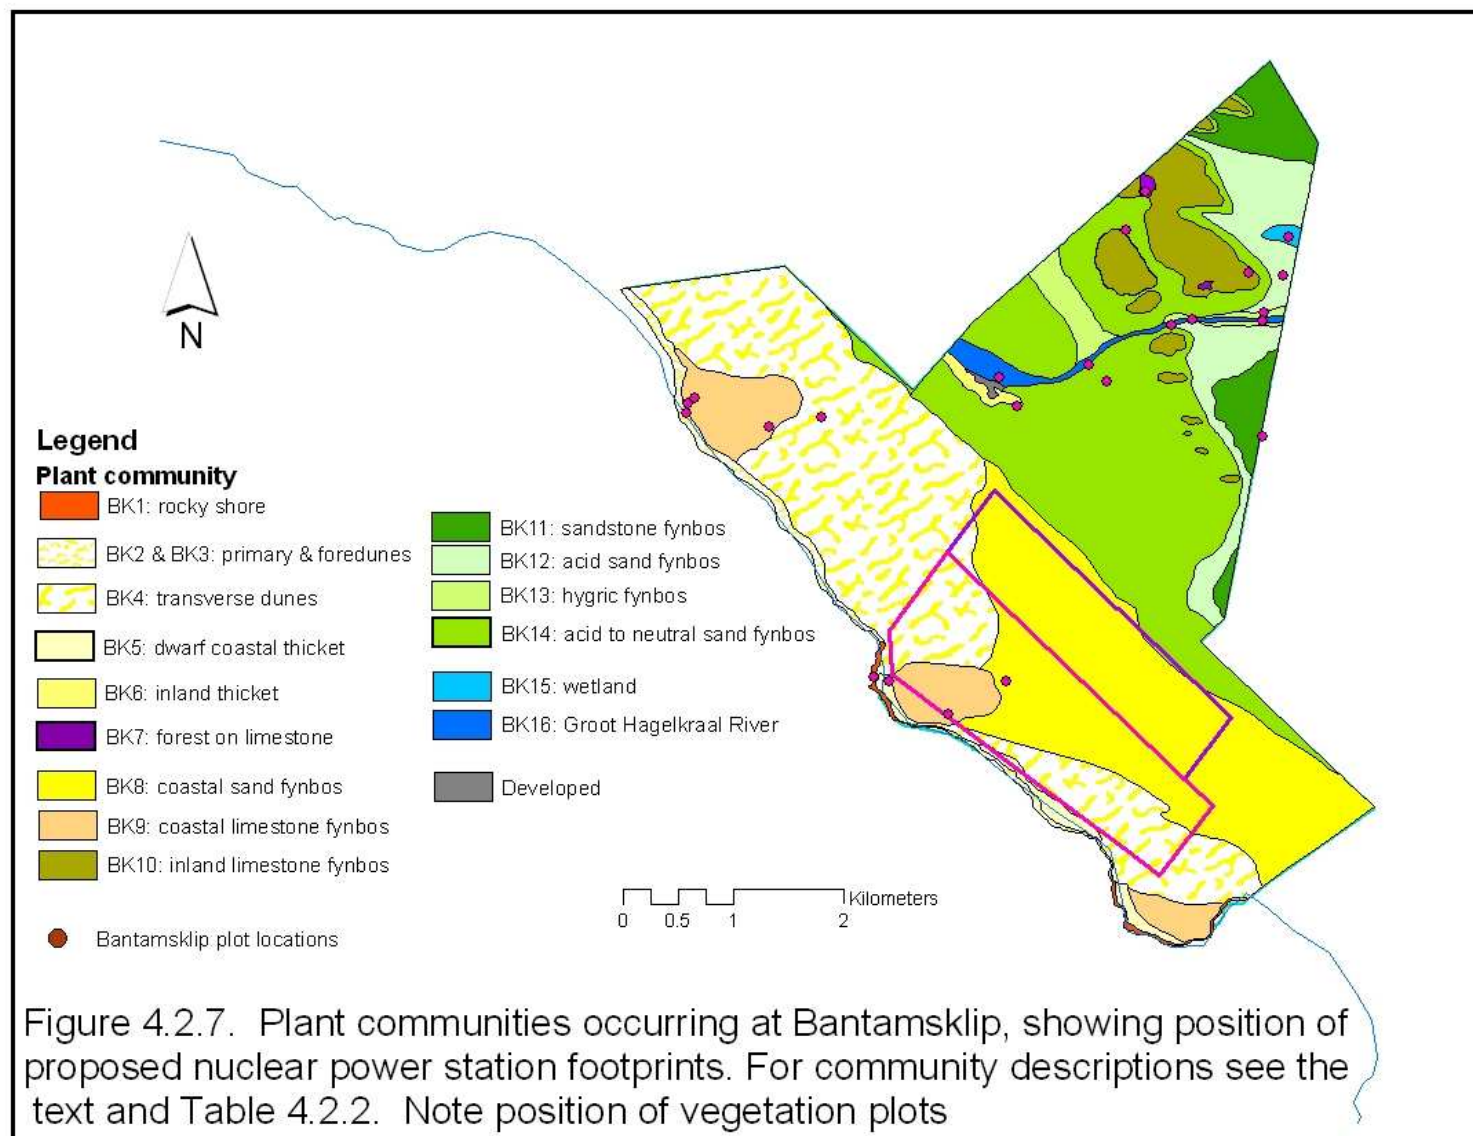 N
Legend
Plant community
BK1: rocky shore
BK2 & BK3: primary & foredunes
BK4: transverse dunes
BK5: dwarf coastal thicket
BK6: inland thicket
BK7: forest on limestone
BK8: coastal sand fynbos
BK9: coastal limestone fynbos
BK10: inland limestone fynbos
BK11: sandstone fynbos
BK12: acid sand fynbos
BK13: hygric fynbos
BK14: acid to neutral sand fynbos
BK15: wetland
BK16: Groot Hagelkraal River
Developed
Bantamsklip plot locations
Kilometers
0 0.5 1 2
Figure 4.2.7. Plant communities occurring at Bantamsklip, showing position of
proposed nuclear power station footprints. For community descriptions see the
text and Table 4.2.2. Note position of vegetation plots